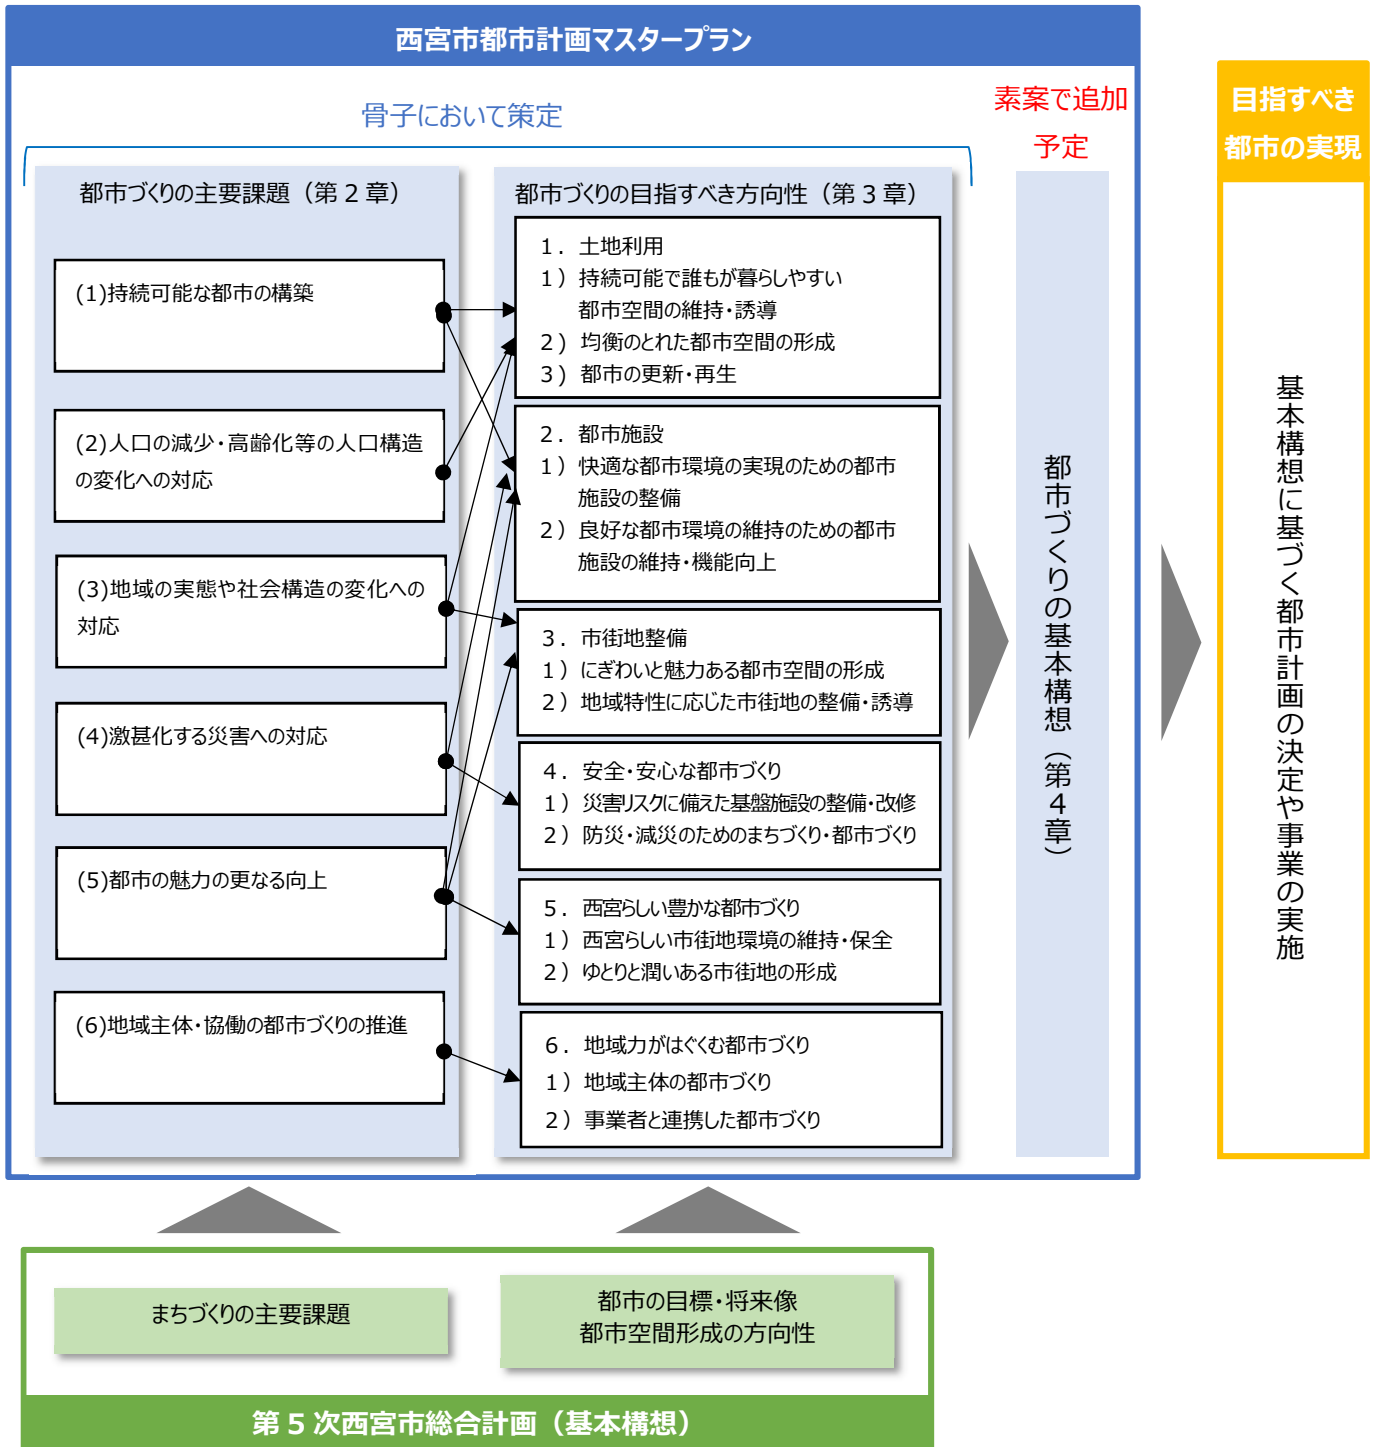 西宮市都市計画マスタープラン
骨子において策定
素案で追加
予定
都市づくりの主要課題（第２章）
(1)持続可能な都市の構築
(2)人口の減少・高齢化等の人口構造
の変化への対応
(3)地域の実態や社会構造の変化への
対応
(4)激甚化する災害への対応
(5)都市の魅力の更なる向上
(6)地域主体・協働の都市づくりの推進
都市づくりの目指すべき方向性（第３章）
１．土地利用
１）持続可能で誰もが暮らしやすい
都市空間の維持・誘導
２）均衡のとれた都市空間の形成
３）都市の更新・再生
２．都市施設
１）快適な都市環境の実現のための都市
施設の整備
２）良好な都市環境の維持のための都市
施設の維持・機能向上
３．市街地整備
１）にぎわいと魅力ある都市空間の形成
２）地域特性に応じた市街地の整備・誘導
４．安全・安心な都市づくり
１）災害リスクに備えた基盤施設の整備・改修
２）防災・減災のためのまちづくり・都市づくり
５．西宮らしい豊かな都市づくり
１）西宮らしい市街地環境の維持・保全
２）ゆとりと潤いある市街地の形成
６．地域力がはぐくむ都市づくり
１）地域主体の都市づくり
２）事業者と連携した都市づくり
都市づくりの基本構想（第４章）
目指すべき
都市の実現
基本構想に基づく都市計画の決定や事業の実施
まちづくりの主要課題
都市の目標・将来像
都市空間形成の方向性
第５次西宮市総合計画（基本構想）